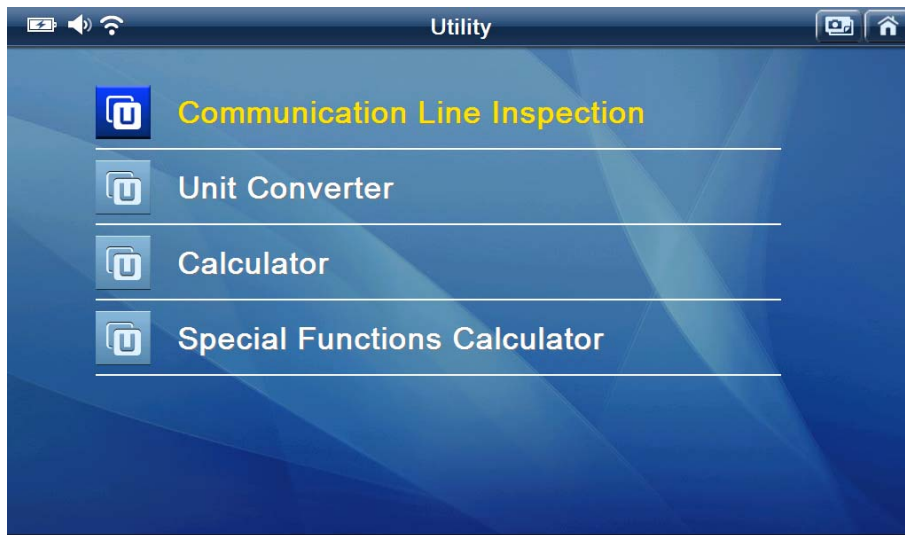 Utility
Communication Line Inspection
Unit Converter
Calculator
Special Functions Calculator